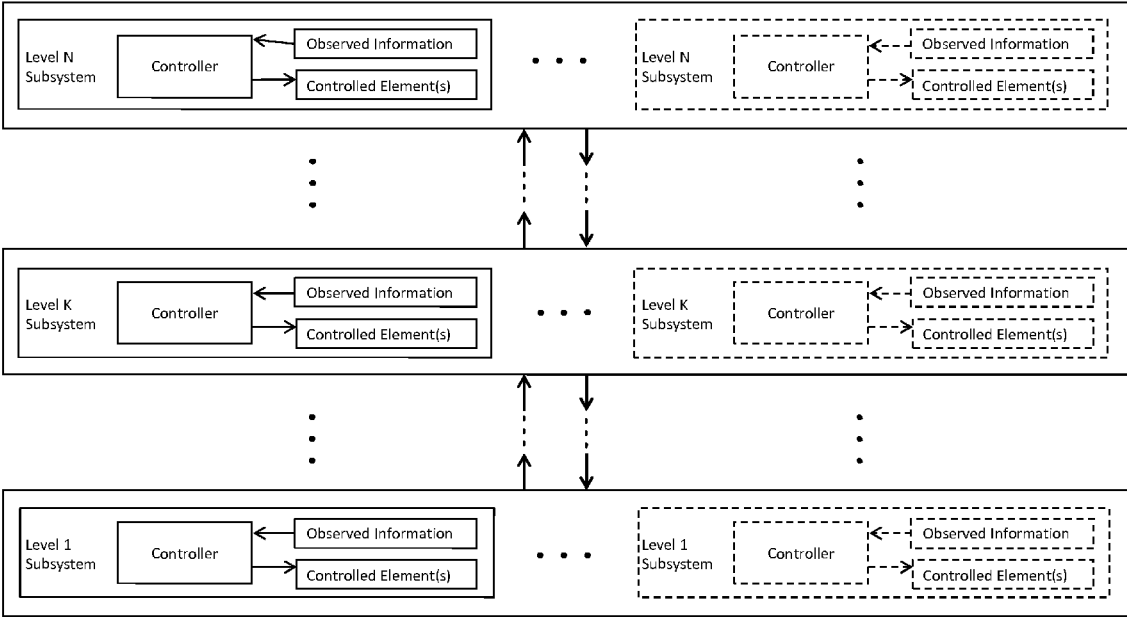 Level N
Subsystem
Controller
Observed Information
Controlled Element(s)
Level N
Subsystem
Controller
Observed Information
Controlled Element(s)
Level K
Subsystem
Controller
Observed Information
Controlled Element(s)
Level K
Subsystem
Controller
Observed Information
Controlled Element(s)
Level 1
Subsystem
Controller
Observed Information
Controlled Element(s)
Level 1
Subsystem
Controller
Observed Information
Controlled Element(s)